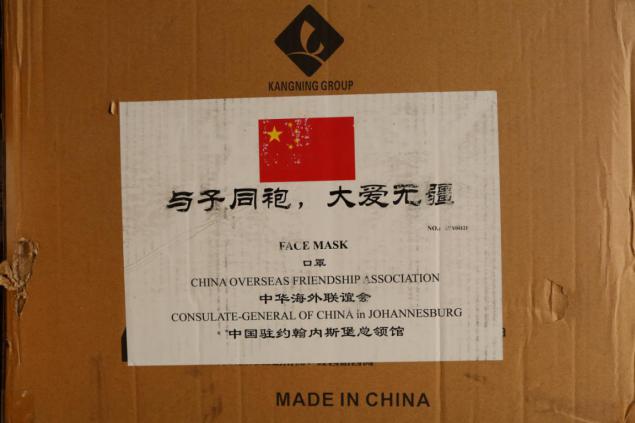 KANGNING GROUP
与子同袍，大爱无疆
FACE MASK
口罩
CHINA OVERSEAS FRIENDSHIP ASSOCIATION
中华海外联谊会
CONSULATE-GENERAL OF CHINA in JOHANNESBURG
中国驻约翰内斯堡总领馆
MADE IN CHINA